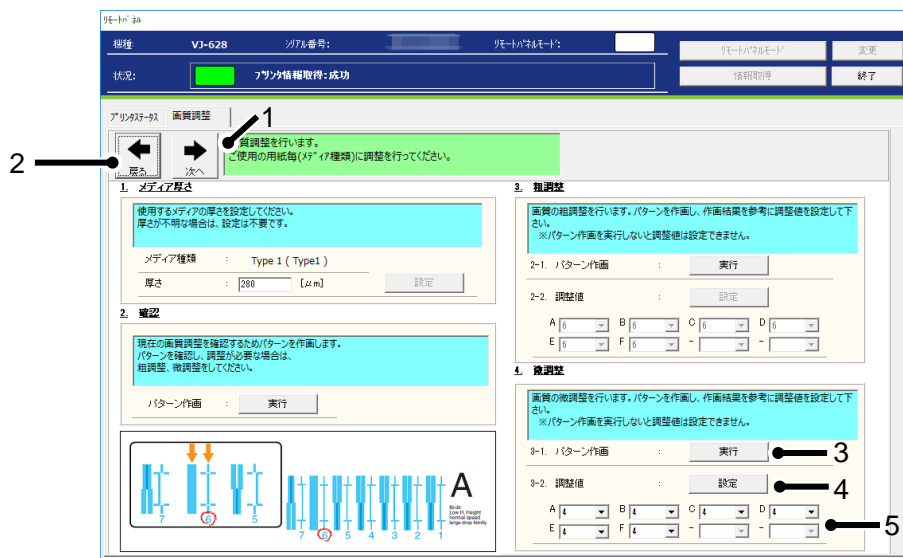 リモートパネル
機種:
VJ-628
シリアル番号:
リモートパネルモード:
リモートパネルモード
変更
状況:
プリンタ情報取得:成功
情報取得
終了
プリンタステータス
画質調整
1
2
戻る
次へ
質調整を行います。
ご使用の用紙毎(メディア種類)に調整を行ってください。
1. メディア厚さ
使用するメディアの厚さを設定してください。
厚さが不明な場合は、設定は不要です。
メディア種類 : Type 1 ( Type1 )
厚さ : 280 [μm] 設定
2. 確認
現在の画質調整を確認するためパターンを作画します。
パターンを確認し、調整が必要な場合は、
粗調整、微調整をしてください。
パターン作画 : 実行
7 6 5
7 6 5 4 3 2 1
A
Bi-dir
Low H. Height
normal speed
large drop family
3. 粗調整
画質の粗調整を行います。パターンを作画し、作画結果を参考に調整値を設定して下
さい。
※パターン作画を実行しないと調整値は設定できません。
2-1. パターン作画 : 実行
2-2. 調整値 : 設定
A 6 B 6 C 6 D 6
E 6 F 6 - -
4. 微調整
画質の微調整を行います。パターンを作画し、作画結果を参考に調整値を設定して下
さい。
※パターン作画を実行しないと調整値は設定できません。
3-1. パターン作画 : 実行
3
3-2. 調整値 : 設定
4
A 4 B 4 C 4 D 4
E 4 F 4 - -
5